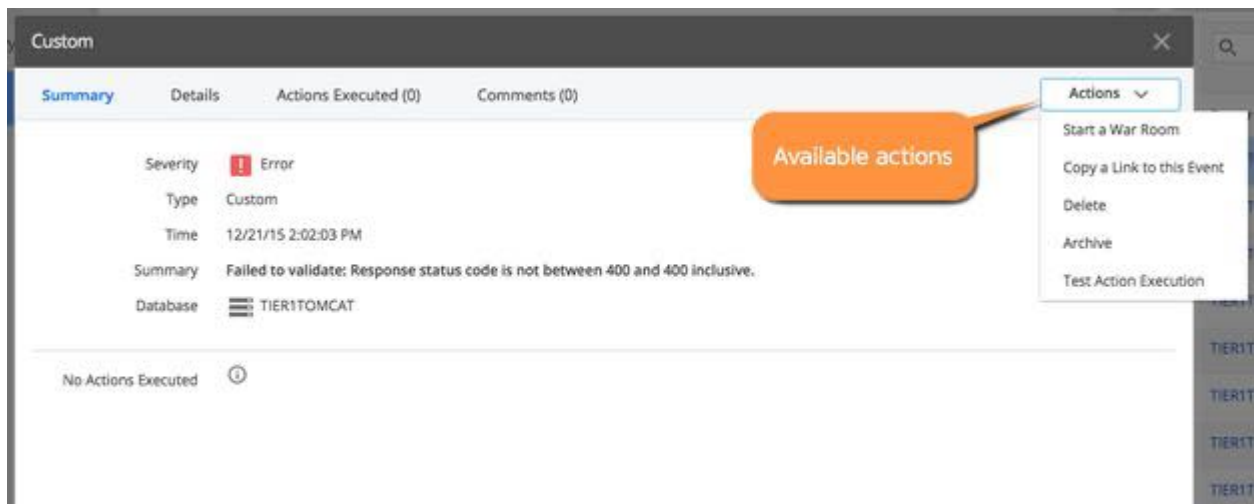 Custom
Summary Details Actions Executed (0) Comments (0) Actions
Available actions
Start a War Room
Copy a Link to this Event
Delete
Archive
Test Action Execution
Severity Error
Type Custom
Time 12/21/15 2:02:03 PM
Summary Failed to validate: Response status code is not between 400 and 400 inclusive.
Database TIER1TOMCAT
No Actions Executed
TIER1T
TIER1T
TIER1T
TIER1T